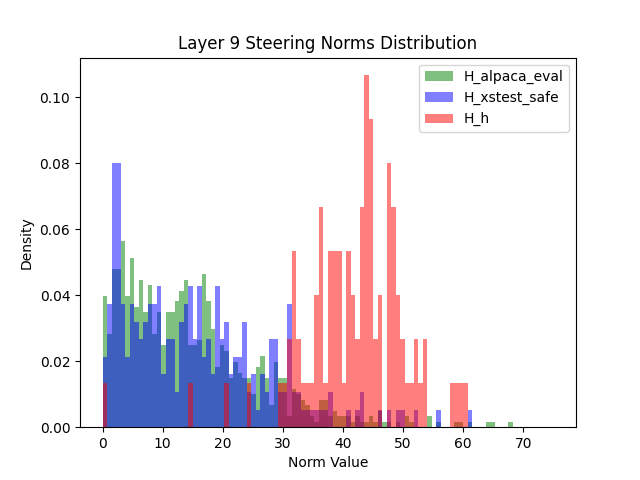 Layer 9 Steering Norms Distribution
H_alpaca_eval
H_xstest_safe
H_h
0.10
0.08
0.06
0.04
0.02
0.00
Density
0 10 20 30 40 50 60 70
Norm Value